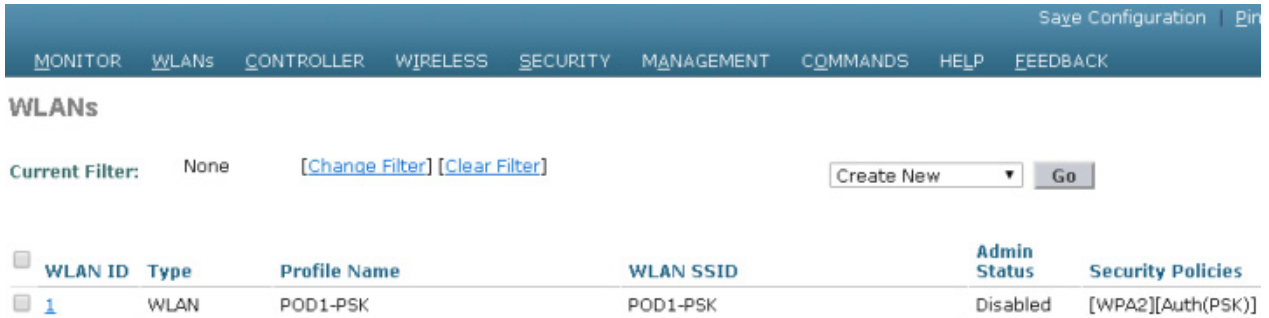 Save Configuration | Pin
MONITOR WLANs CONTROLLER WIRELESS SECURITY MANAGEMENT COMMANDS HELP FEEDBACK
WLANs
Current Filter: None [Change Filter] [Clear Filter] Create New Go
WLAN ID Type Profile Name WLAN SSID Admin Status Security Policies
1 WLAN POD1-PSK POD1-PSK Disabled [WPA2][Auth(PSK)]